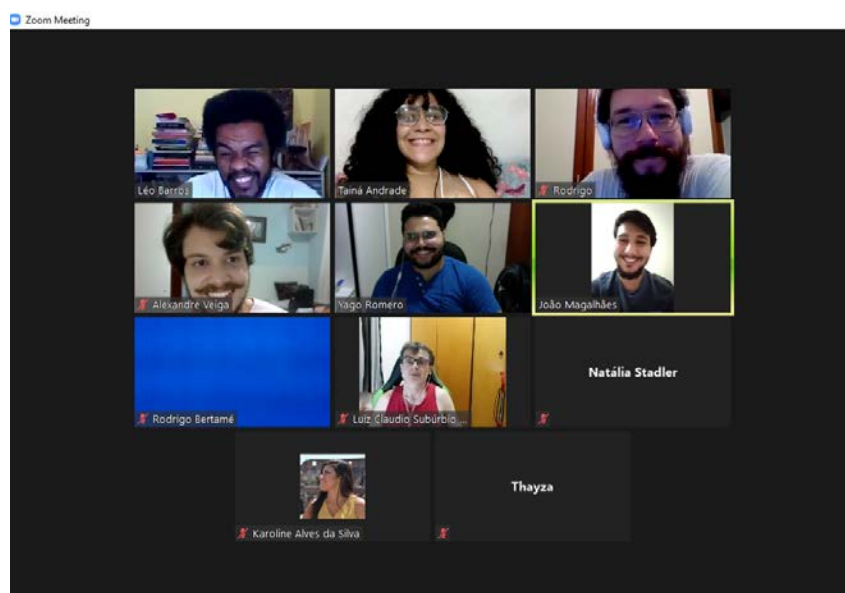 Zoom Meeting
Léo Barros
Tainá Andrade
Rodrigo
Alexandre Veiga
Yago Romero
João Magalhães
Rodrigo Bertamé
Luiz Claudio Subúrbio ...
Natália Stadler
Karoline Alves da Silva
Thayza